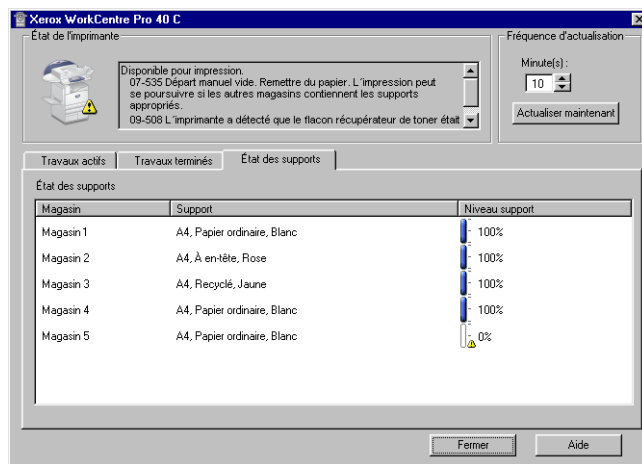 Xerox WorkCentre Pro 40 C
État de l'imprimante
Disponible pour impression.
07-535 Départ manuel vide. Remettre du papier. L´impression peut
se poursuivre si les autres magasins contiennent les supports
appropriés.
09-508 L´imprimante a détecté que le flacon récupérateur de toner était
Fréquence d'actualisation
Minute(s) :
10
Actualiser maintenant
Travaux actifs
Travaux terminés
État des supports
État des supports
Magasin Support Niveau support
Magasin 1 A4, Papier ordinaire, Blanc 100%
Magasin 2 A4, À en-tête, Rose 100%
Magasin 3 A4, Recyclé, Jaune 100%
Magasin 4 A4, Papier ordinaire, Blanc 100%
Magasin 5 A4, Papier ordinaire, Blanc 0%
Fermer
Aide